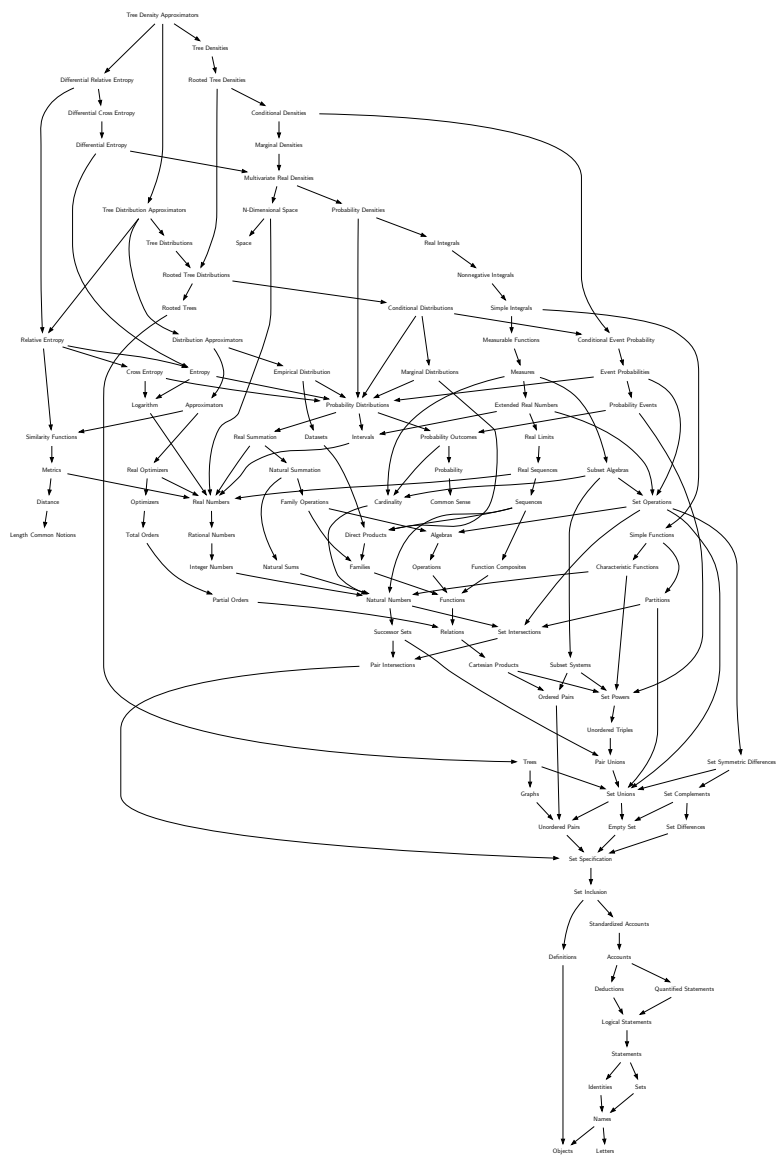 Tree Density Approximators
Tree Densities
Differential Relative Entropy
Rooted Tree Densities
Differential Cross Entropy
Conditional Densities
Differential Entropy
Marginal Densities
Multivariate Real Densities
Tree Distribution Approximators
N-Dimensional Space
Probability Densities
Tree Distributions
Space
Real Integrals
Rooted Tree Distributions
Nonnegative Integrals
Rooted Trees
Conditional Distributions
Simple Integrals
Relative Entropy
Distribution Approximators
Measurable Functions
Conditional Event Probability
Cross Entropy
Entropy
Empirical Distribution
Marginal Distributions
Measures
Event Probabilities
Logarithm
Approximators
Probability Distributions
Extended Real Numbers
Probability Events
Similarity Functions
Real Summation
Datasets
Intervals
Probability Outcomes
Real Limits
Metrics
Real Optimizers
Natural Summation
Probability
Real Sequences
Subset Algebras
Distance
Optimizers
Real Numbers
Family Operations
Cardinality
Common Sense
Sequences
Set Operations
Length Common Notions
Total Orders
Rational Numbers
Direct Products
Algebras
Simple Functions
Integer Numbers
Natural Sums
Families
Operations
Function Composites
Characteristic Functions
Partial Orders
Natural Numbers
Functions
Partitions
Successor Sets
Relations
Set Intersections
Pair Intersections
Cartesian Products
Subset Systems
Ordered Pairs
Set Powers
Unordered Triples
Trees
Pair Unions
Set Symmetric Differences
Graphs
Set Unions
Set Complements
Unordered Pairs
Empty Set
Set Differences
Set Specification
Set Inclusion
Standardized Accounts
Definitions
Accounts
Deductions
Quantified Statements
Logical Statements
Statements
Identities
Sets
Names
Objects
Letters